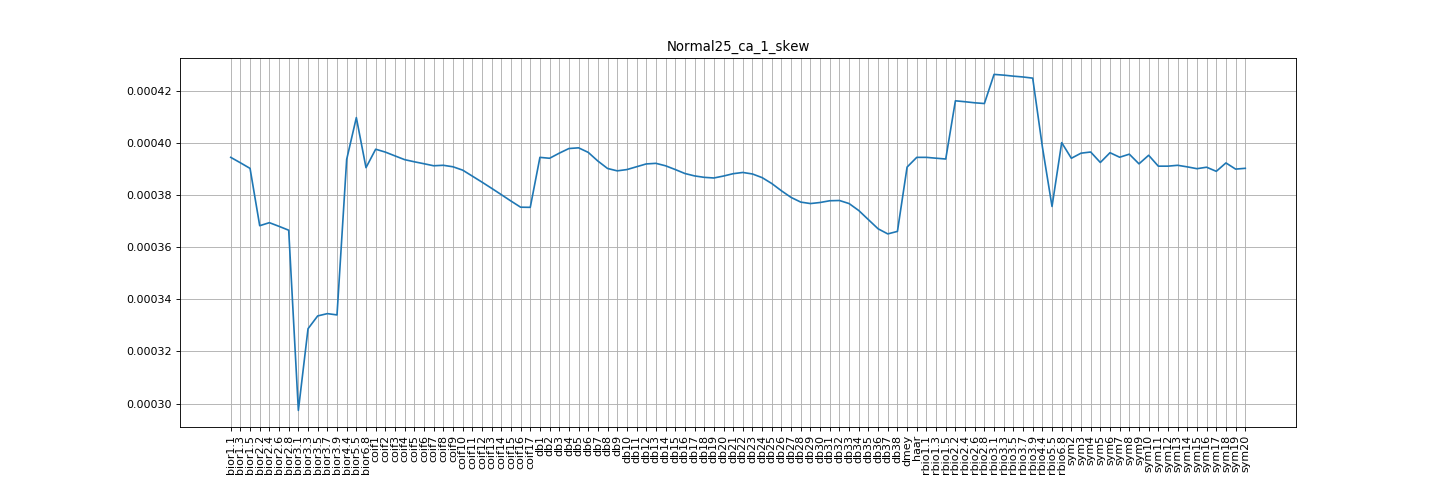 Normal25_ca_1_skew
0.00042
0.00040
0.00038
0.00036
0.00034
0.00032
0.00030
bior1.1
bior1.3
bior1.5
bior2.2
bior2.4
bior2.6
bior2.8
bior3.1
bior3.3
bior3.5
bior3.7
bior3.9
bior4.4
bior5.5
bior6.8
coif1
coif2
coif3
coif4
coif5
coif6
coif7
coif8
coif9
coif10
coif11
coif12
coif13
coif14
coif15
coif16
coif17
db1
db2
db3
db4
db5
db6
db7
db8
db9
db10
db11
db12
db13
db14
db15
db16
db17
db18
db19
db20
db21
db22
db23
db24
db25
db26
db27
db28
db29
db30
db31
db32
db33
db34
db35
db36
db37
db38
dmey
haar
rbio1.1
rbio1.3
rbio1.5
rbio2.2
rbio2.4
rbio2.6
rbio2.8
rbio3.1
rbio3.3
rbio3.5
rbio3.7
rbio3.9
rbio4.4
rbio5.5
rbio6.8
sym2
sym3
sym4
sym5
sym6
sym7
sym8
sym9
sym10
sym11
sym12
sym13
sym14
sym15
sym16
sym17
sym18
sym19
sym20